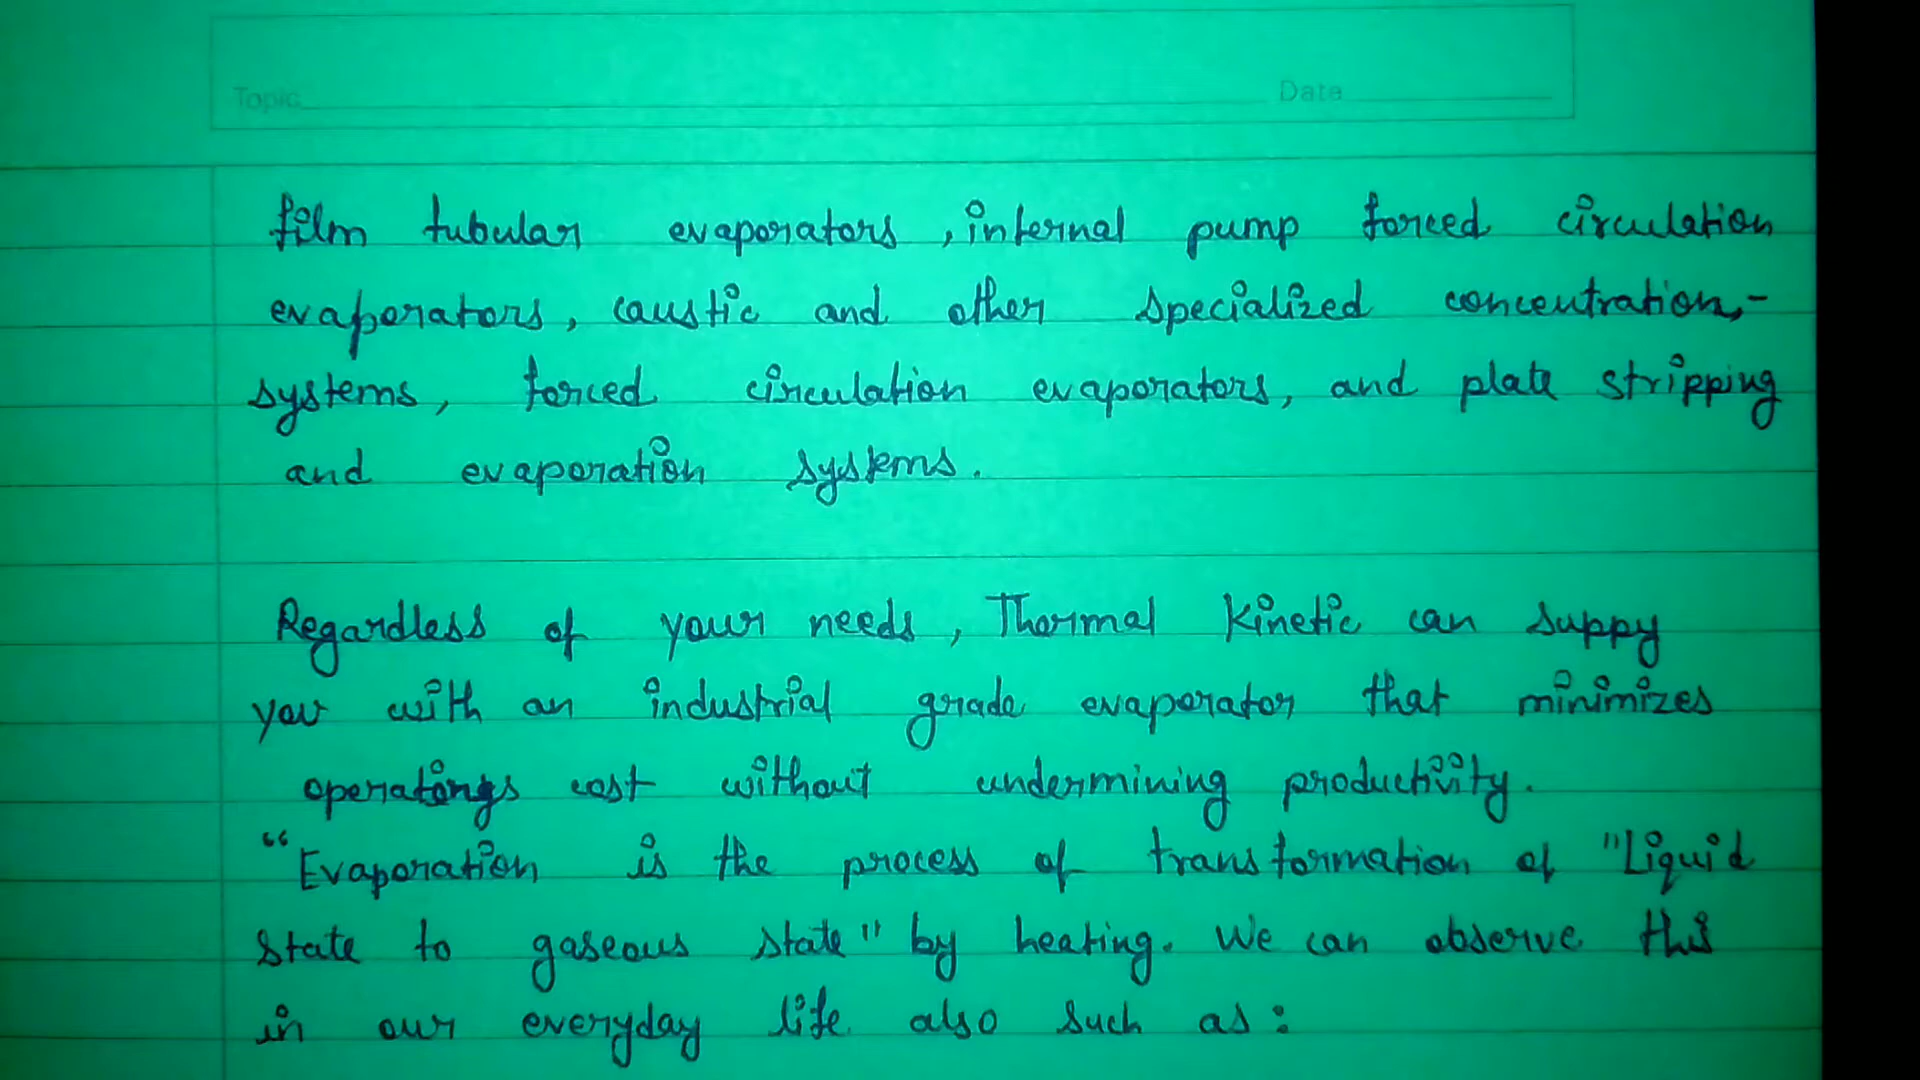 Topic
Date
film tubular evaporators, internal pump forced circulation
evaporators, caustic and other specialized concentration,-
systems, forced circulation evaporators, and plate stripping
and evaporation systems.
Regardless of your needs, Thermal Kinetic can suppy
you with an industrial grade evaporator that minimizes
operatings cost without undermining productivity.
“Evaporation is the process of transformation of "Liquid
state to gaseous state" by heating. We can observe this
in our everyday life also such as: